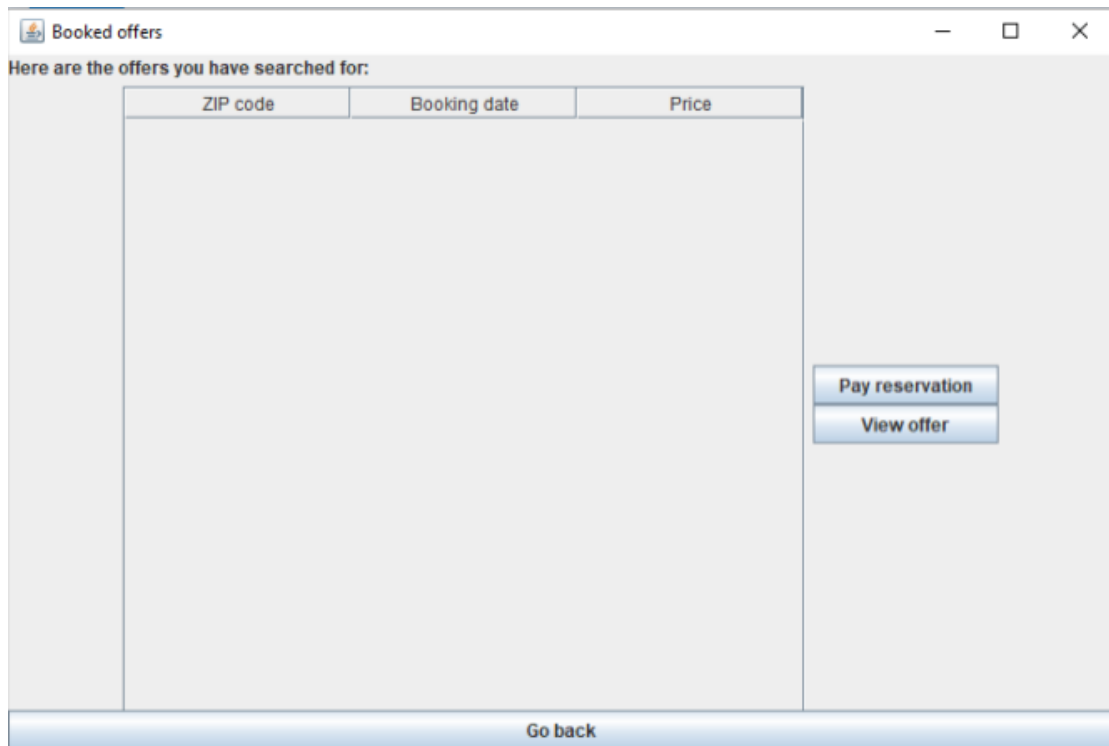 Booked offers
Here are the offers you have searched for:
ZIP code Booking date Price
Pay reservation
View offer
Go back